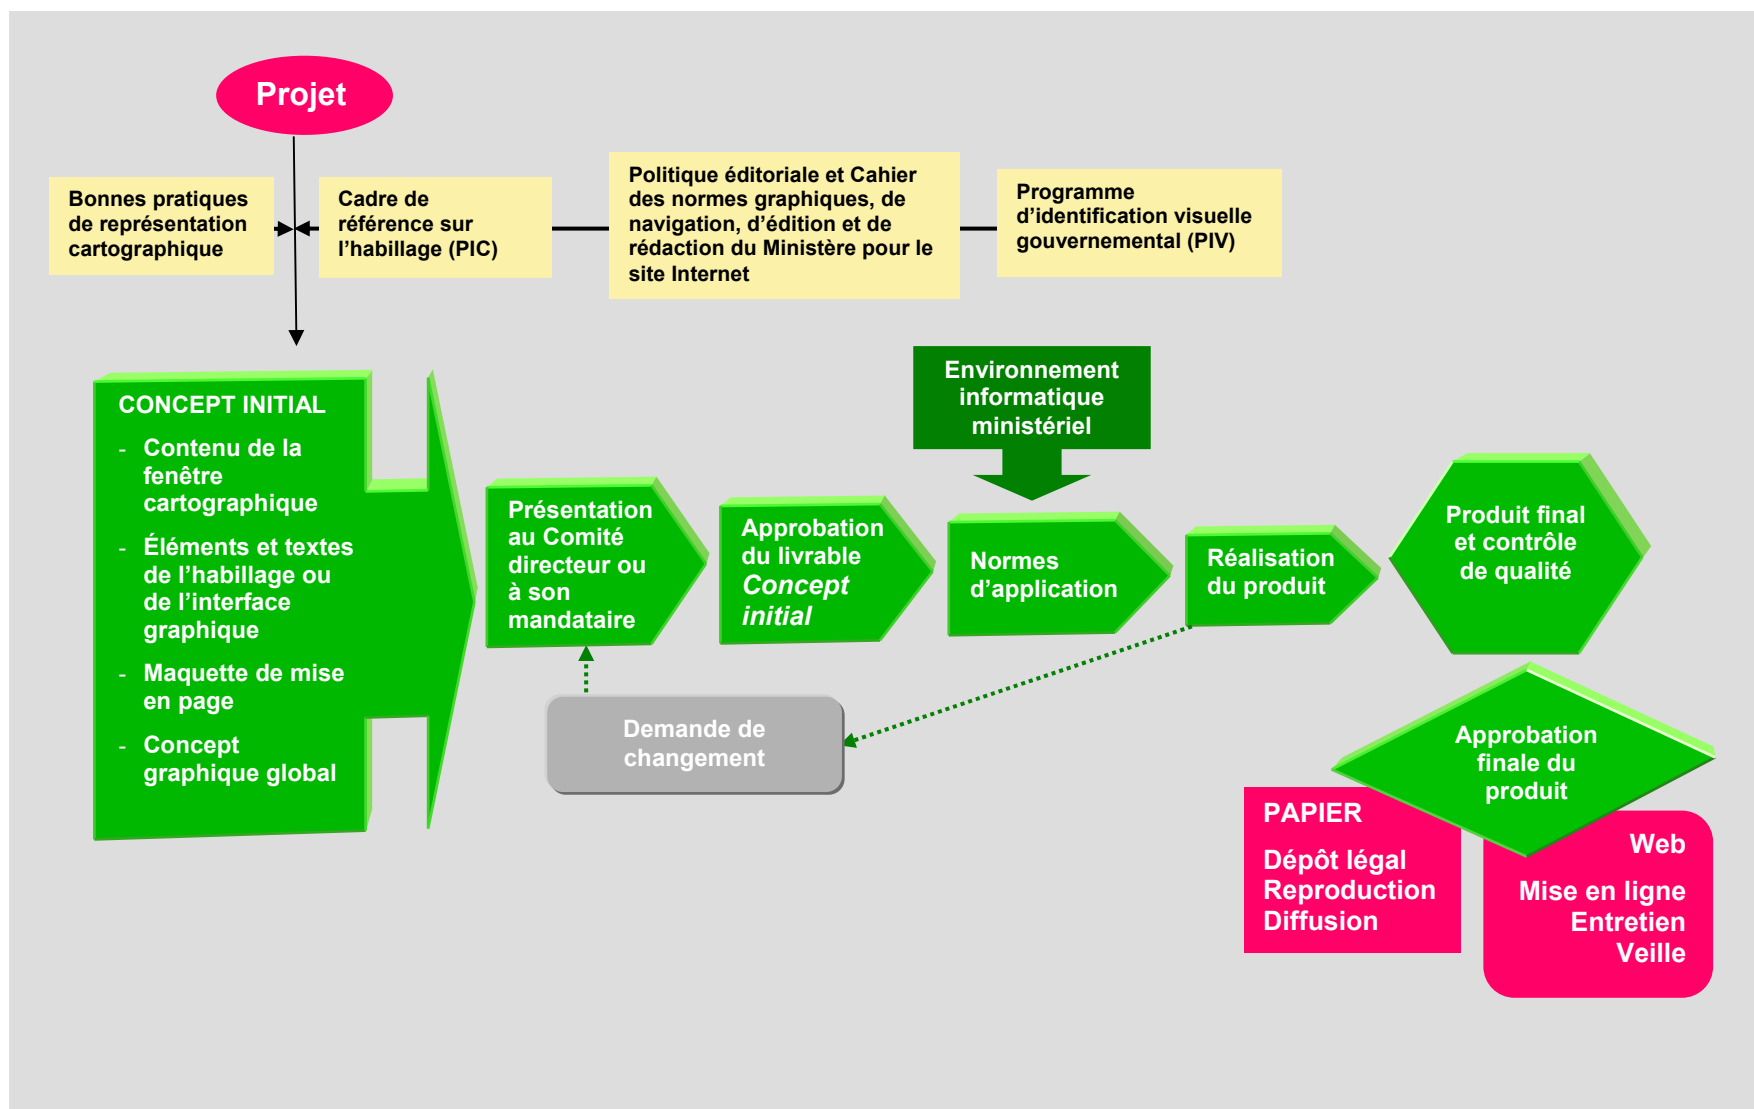 Projet
Bonnes pratiques
de représentation
cartographique
Cadre de
référence sur
l’habillage (PIC)
Politique éditoriale et Cahier
des normes graphiques, de
navigation, d’édition et de
rédaction du Ministère pour le
site Internet
Programme
d’identification visuelle
gouvernemental (PIV)
CONCEPT INITIAL
- Contenu de la
fenêtre
cartographique
- Éléments et textes
de l’habillage ou
de l’interface
graphique
- Maquette de mise
en page
- Concept
graphique global
Présentation
au Comité
directeur ou
à son
mandataire
Approbation
du livrable
Concept
initial
Environnement
informatique
ministériel
Normes
d’application
Réalisation
du produit
Produit final
et contrôle
de qualité
Demande de
changement
Approbation
finale du
produit
PAPIER
Dépôt légal
Reproduction
Diffusion
Web
Mise en ligne
Entretien
Veille